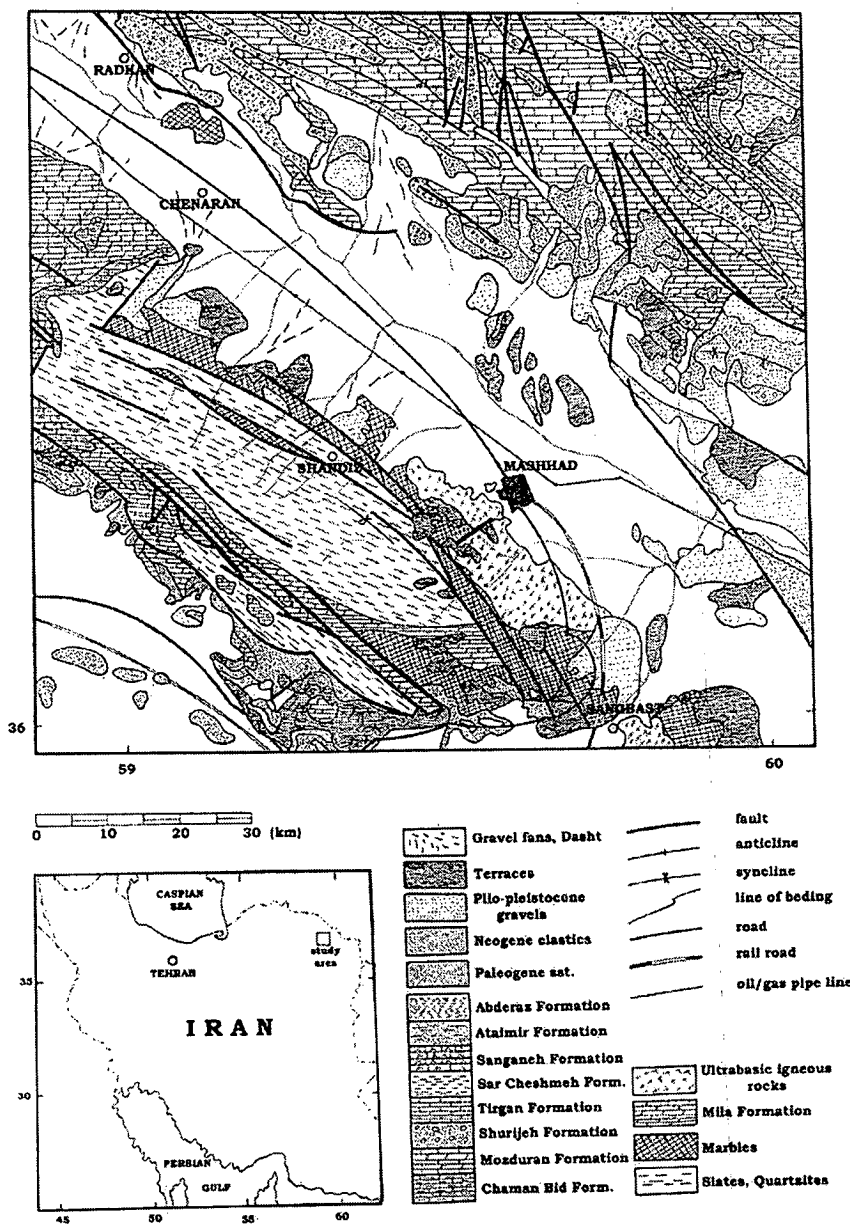 RADKAN
CHENARAN
SHANDIZ
MASHHAD
SANGBAST
36
59
60
0 10 20 30 (km)
CASPIAN
SEA
TEHRAN
study
area
IRAN
PERSIAN
GULF
35
30
45
50
55
60
Gravel fans, Dasht
Terraces
Plio-pleistocone
gravels
Neogene clastics
Paleogene sst.
Abderaz Formation
Ataimir Formation
Sanganeh Formation
Sar Cheshmeh Form.
Tirgan Formation
Shurijeh Formation
Mozduran Formation
Chaman Bid Form.
fault
anticline
syncline
line of beding
road
rail road
oil/gas pipe line
Ultrabasic igneous
rocks
Mila Formation
Marbles
Slates, Quartzites